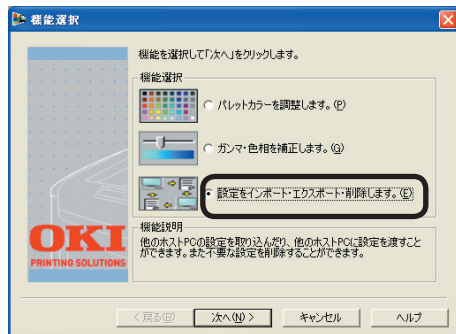 機能選択
機能を選択して「次へ」をクリックします。
機能選択
パレットカラーを調整します。(P)
ガンマ・色相を補正します。(G)
設定をインポート・エクスポート・削除します。(E)
機能説明
他のホストPCの設定を取り込んだり、他のホストPCに設定を渡すこと
ができます。また不要な設定を削除することができます。
OKI
PRINTING SOLUTIONS
< 戻る(B)
次へ(N) >
キャンセル
ヘルプ